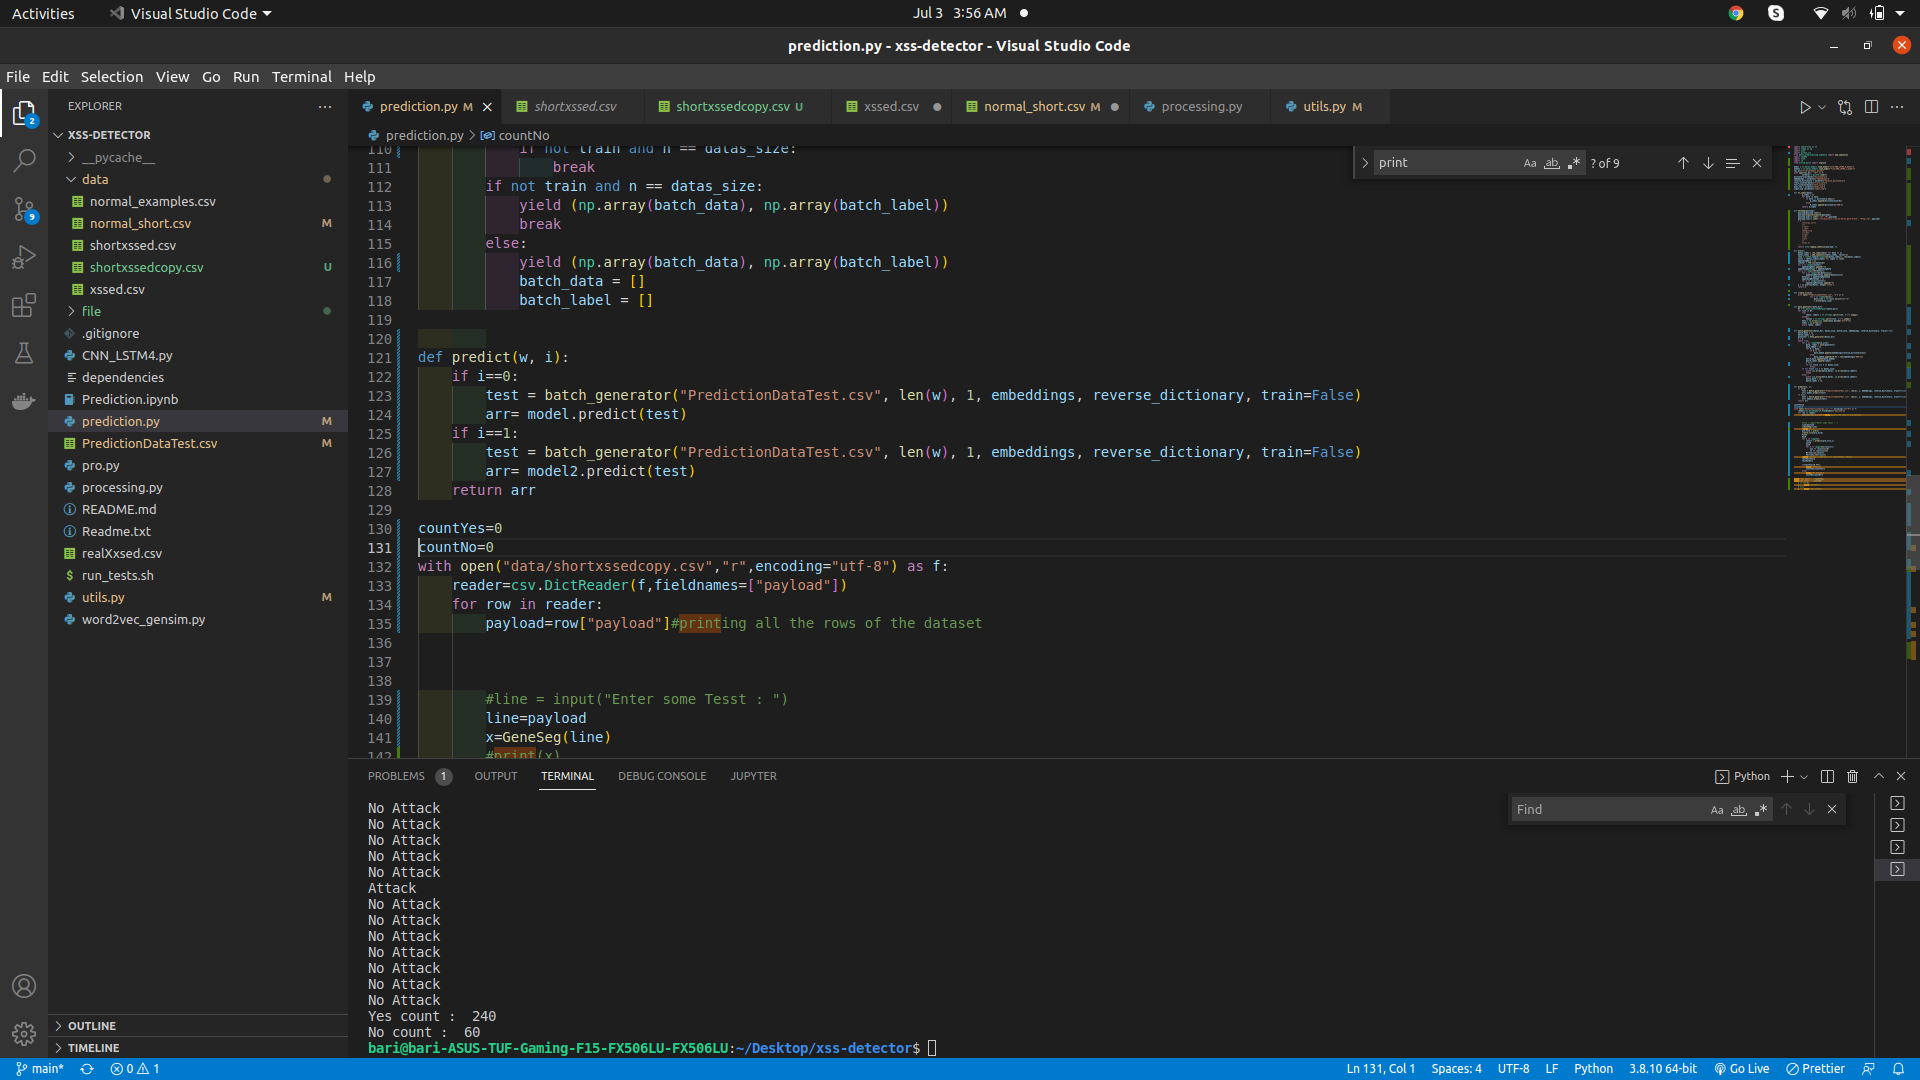 Activities
Visual Studio Code
Jul 3 3:56 AM
prediction.py - xss-detector - Visual Studio Code
File Edit Selection View Go Run Terminal Help
EXPLORER
XSS-DETECTOR
__pycache__
data
normal_examples.csv
normal_short.csv M
shortxssed.csv
shortxssedcopy.csv U
xssed.csv
file
.gitignore
CNN_LSTM4.py
dependencies
Prediction.ipynb
prediction.py M
PredictionDataTest.csv M
pro.py
processing.py
README.md
Readme.txt
realXxsed.csv
run_tests.sh
utils.py M
word2vec_gensim.py
OUTLINE
TIMELINE
2
9
prediction.py M
shortxssed.csv
shortxssedcopy.csv U
xssed.csv
normal_short.csv M
processing.py
utils.py M
prediction.py > countNo
print Aa ab ? of 9
110 if not train and n == datas_size:
111 break
112 if not train and n == datas_size:
113 yield (np.array(batch_data), np.array(batch_label))
114 break
115 else:
116 yield (np.array(batch_data), np.array(batch_label))
117 batch_data = []
118 batch_label = []
119
120
121 def predict(w, i):
122 if i==0:
123 test = batch_generator("PredictionDataTest.csv", len(w), 1, embeddings, reverse_dictionary, train=False)
124 arr= model.predict(test)
125 if i==1:
126 test = batch_generator("PredictionDataTest.csv", len(w), 1, embeddings, reverse_dictionary, train=False)
127 arr= model2.predict(test)
128 return arr
129
130 countYes=0
131 countNo=0
132 with open("data/shortxssedcopy.csv","r",encoding="utf-8") as f:
133 reader=csv.DictReader(f,fieldnames=["payload"])
134 for row in reader:
135 payload=row["payload"]#printing all the rows of the dataset
136
137
138
139 #line = input("Enter some Tesst : ")
140 line=payload
141 x=GeneSeg(line)
142 #print(x)
PROBLEMS 1 OUTPUT TERMINAL DEBUG CONSOLE JUPYTER
Python
Find Aa ab
No Attack
No Attack
No Attack
No Attack
No Attack
Attack
No Attack
No Attack
No Attack
No Attack
No Attack
No Attack
No Attack
Yes count :  240
No count :  60
bari@bari-ASUS-TUF-Gaming-F15-FX506LU-FX506LU:~/Desktop/xss-detector$
main* 0 1
Ln 131, Col 1 Spaces: 4 UTF-8 LF Python 3.8.10 64-bit Go Live Prettier